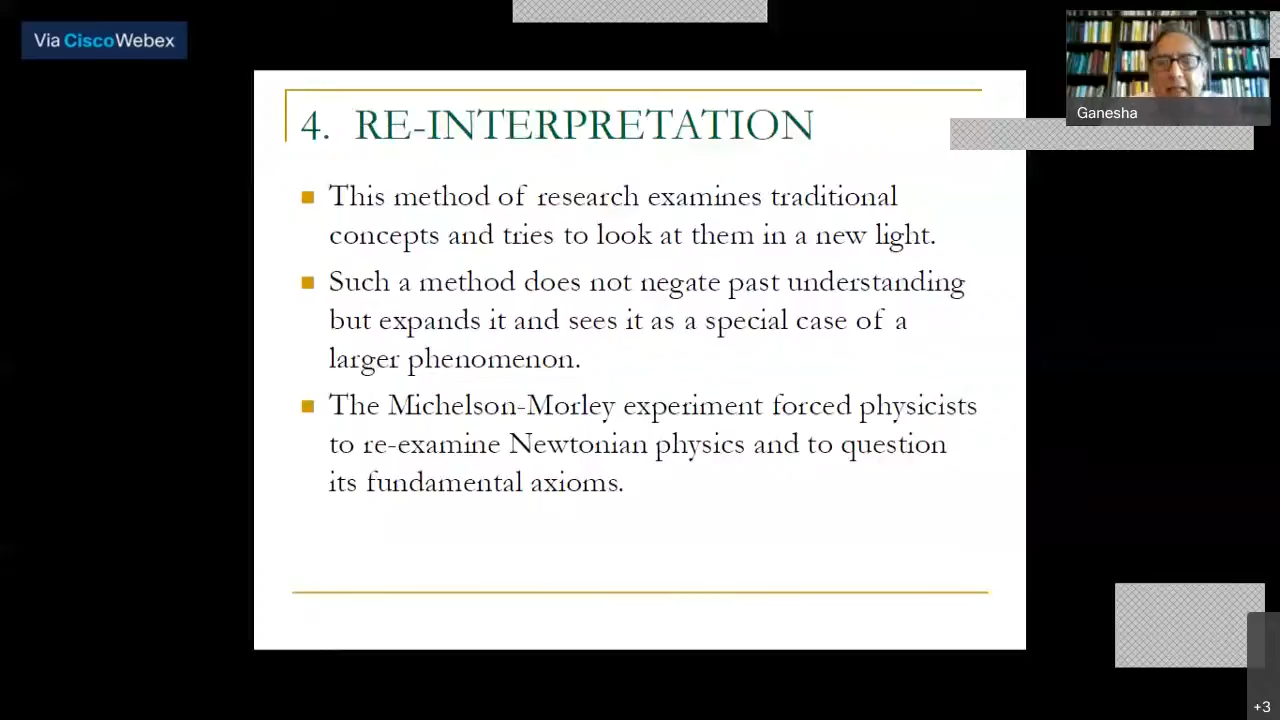 Via CiscoWebex
Ganesha
4. RE-INTERPRETATION
This method of research examines traditional
concepts and tries to look at them in a new light.
Such a method does not negate past understanding
but expands it and sees it as a special case of a
larger phenomenon.
The Michelson-Morley experiment forced physicists
to re-examine Newtonian physics and to question
its fundamental axioms.
+3